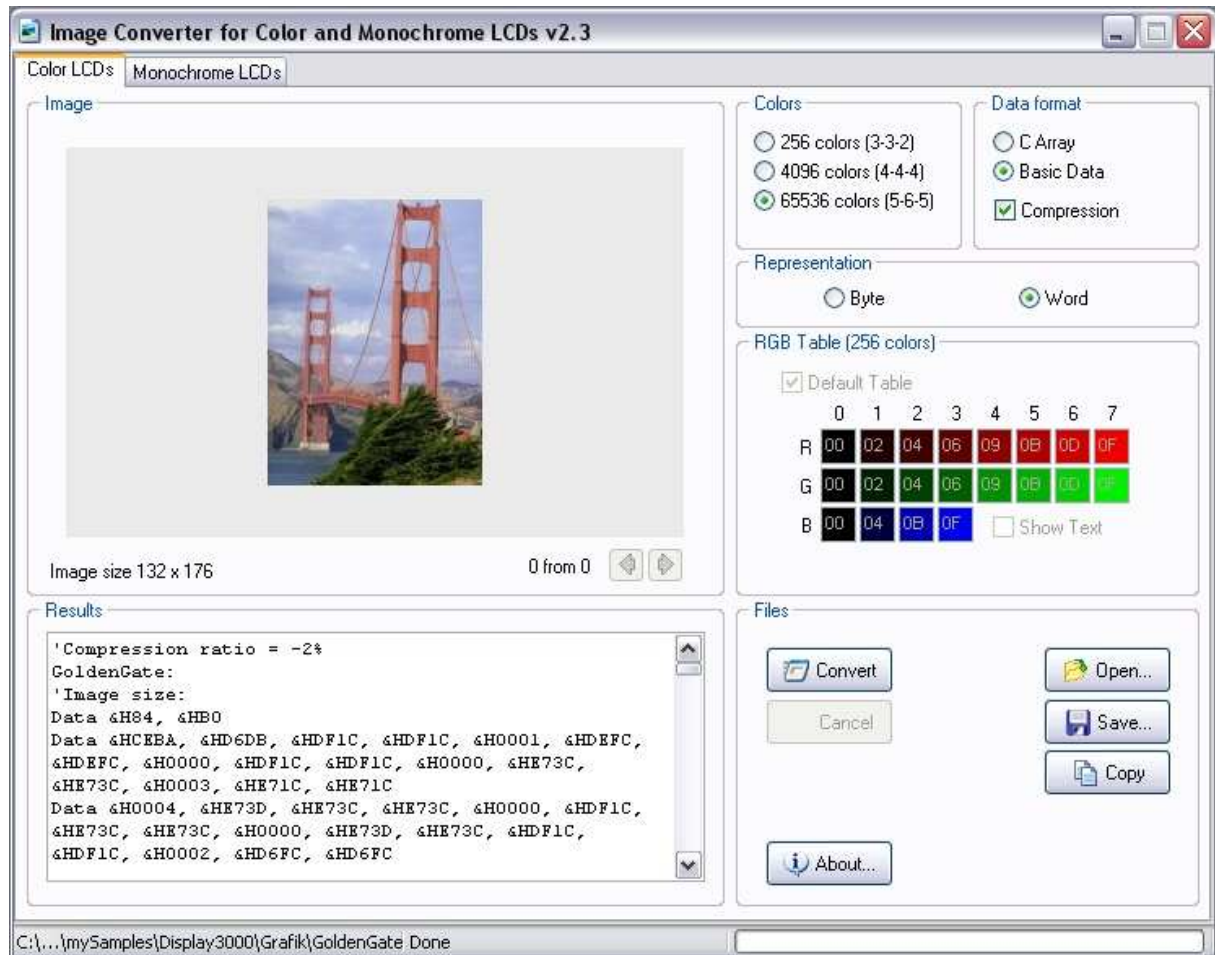 Image Converter for Color and Monochrome LCDs v2.3
Color LCDs
Monochrome LCDs
Image
Image size 132 x 176
0 from 0
Colors
256 colors (3-3-2)
4096 colors (4-4-4)
65536 colors (5-6-5)
Data format
C Array
Basic Data
Compression
Representation
Byte
Word
RGB Table (256 colors)
Default Table
0 1 2 3 4 5 6 7
R 00 02 04 06 09 0B 0D 0F
G 00 02 04 06 09 0B 0D 0F
B 00 04 0B 0F
Show Text
Results
'Compression ratio = -2%
GoldenGate:
'Image size:
Data &H84, &HB0
Data &HCEBA, &HD6DB, &HDF1C, &HDF1C, &H0001, &HDEFC,
&HDEFC, &H0000, &HDF1C, &HDF1C, &H0000, &HE73C,
&HE73C, &H0003, &HE71C, &HE71C
Data &H0004, &HE73D, &HE73C, &HE73C, &H0000, &HDF1C,
&HE73C, &HE73C, &H0000, &HE73D, &HE73C, &HDF1C,
&HDF1C, &H0002, &HD6FC, &HD6FC
Files
Convert
Cancel
Open...
Save...
Copy
About...
C:\...\mySamples\Display3000\Grafik\GoldenGate Done